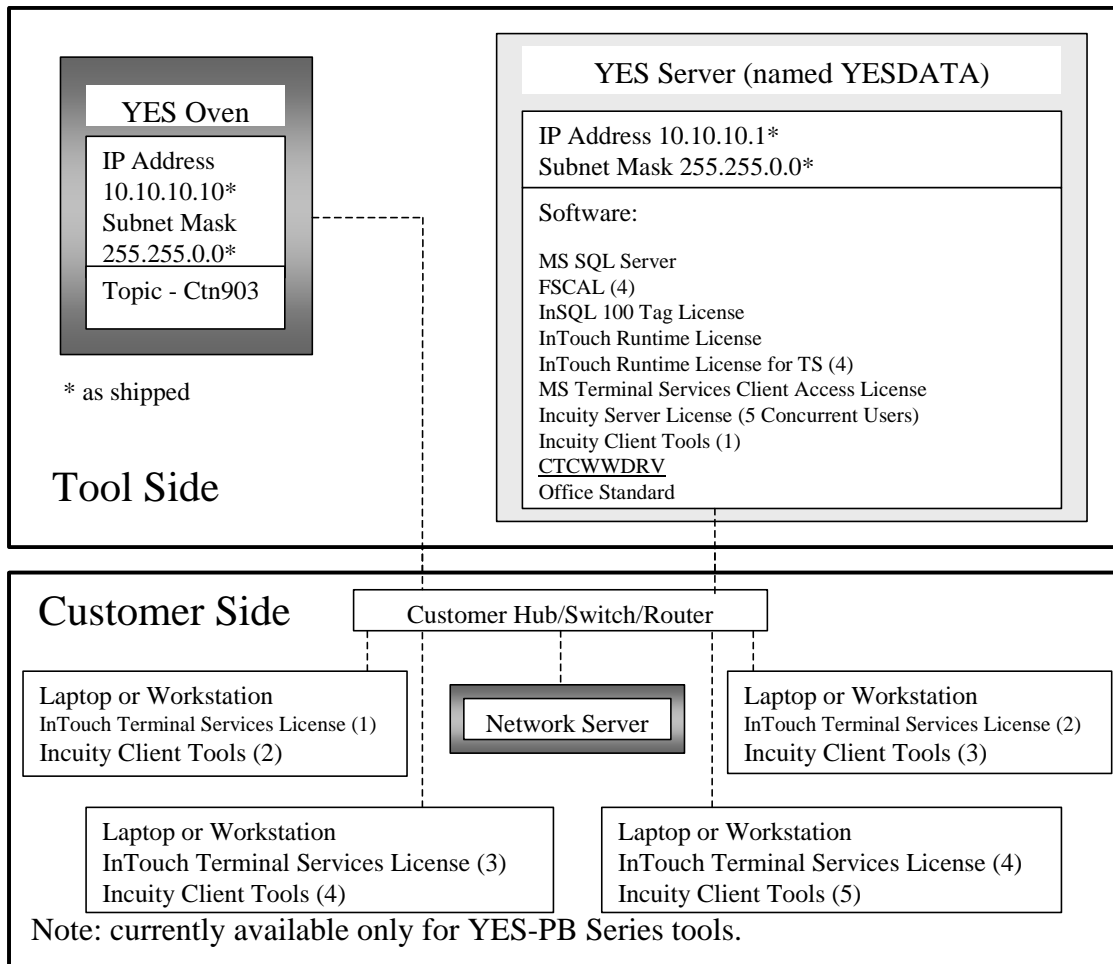 YES Oven
IP Address
10.10.10.10*
Subnet Mask
255.255.0.0*
Topic - Ctn903
* as shipped
Tool Side
YES Server (named YESDATA)
IP Address 10.10.10.1*
Subnet Mask 255.255.0.0*
Software:
MS SQL Server
FSCAL (4)
InSQL 100 Tag License
InTouch Runtime License
InTouch Runtime License for TS (4)
MS Terminal Services Client Access License
Incuity Server License (5 Concurrent Users)
Incuity Client Tools (1)
CTCWWDRV
Office Standard
Customer Side
Customer Hub/Switch/Router
Laptop or Workstation
InTouch Terminal Services License (1)
Incuity Client Tools (2)
Network Server
Laptop or Workstation
InTouch Terminal Services License (2)
Incuity Client Tools (3)
Laptop or Workstation
InTouch Terminal Services License (3)
Incuity Client Tools (4)
Laptop or Workstation
InTouch Terminal Services License (4)
Incuity Client Tools (5)
Note: currently available only for YES-PB Series tools.